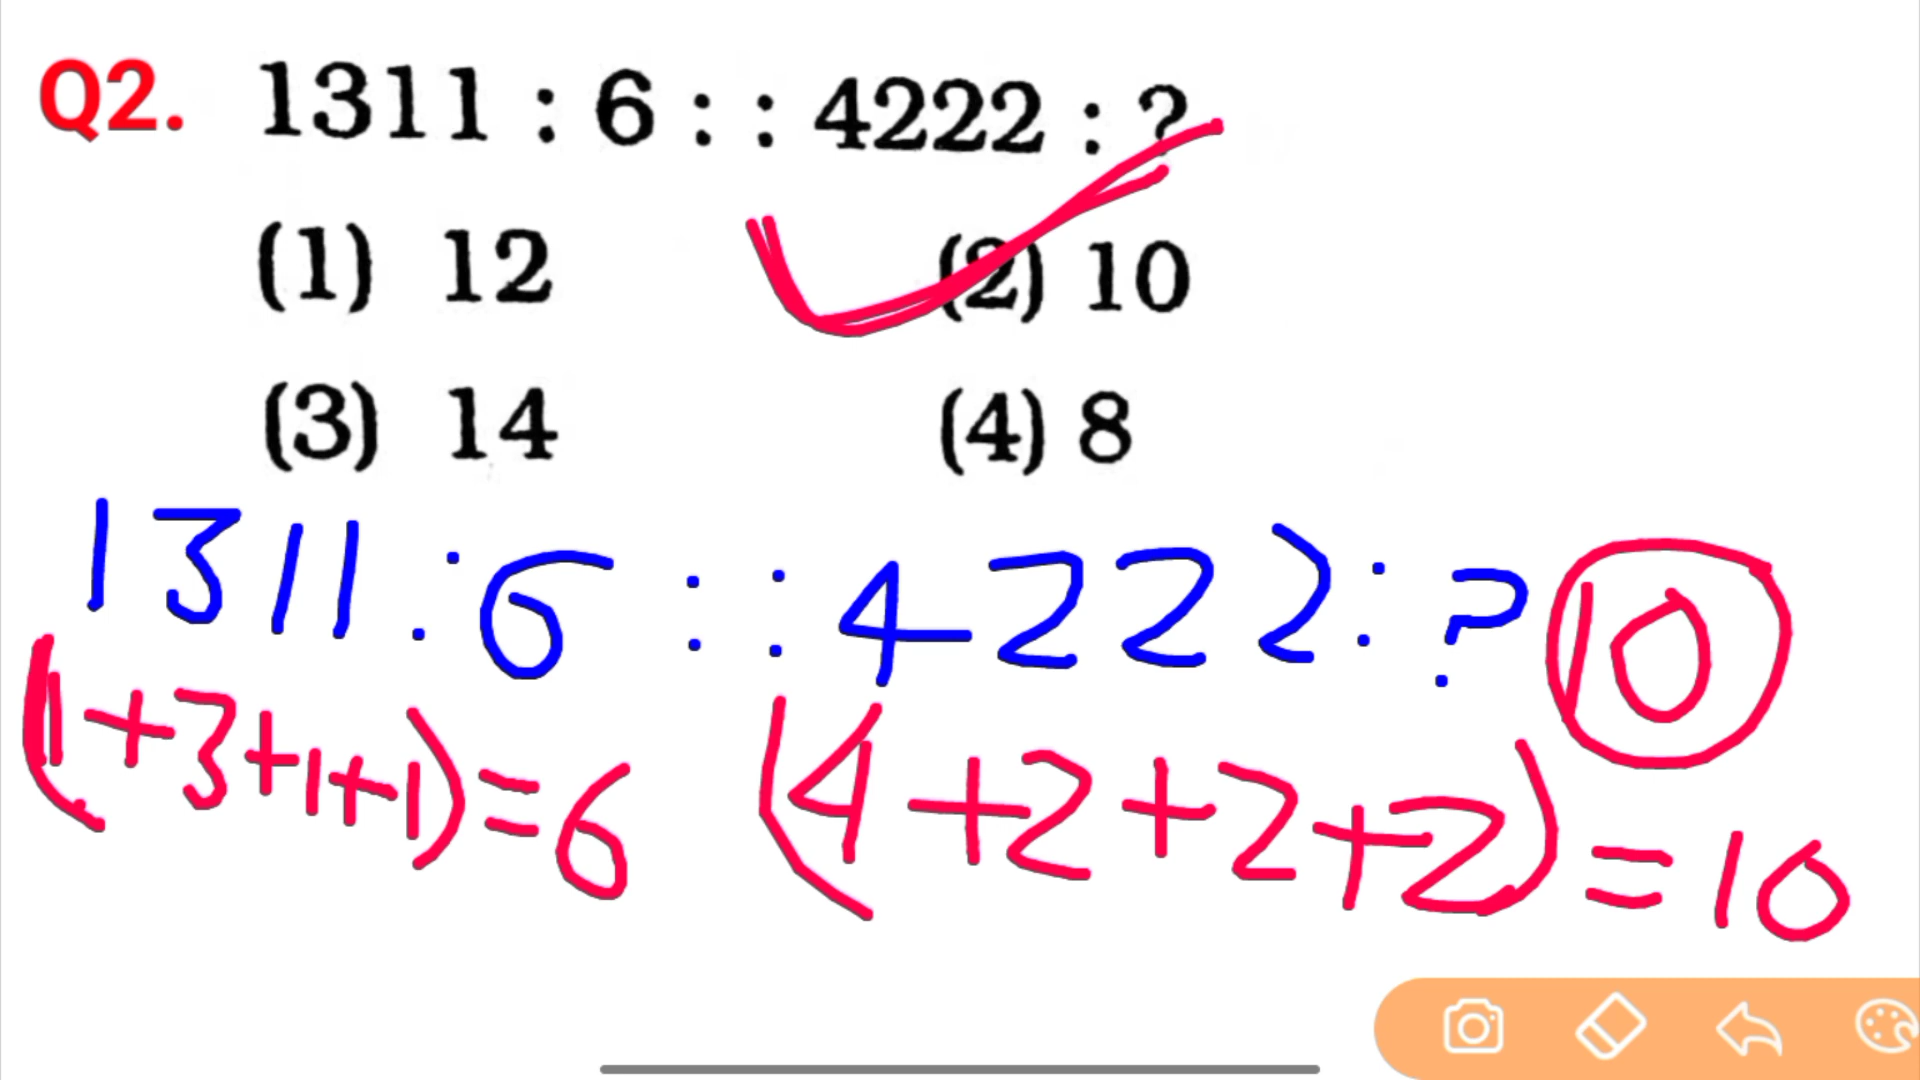 Q2. 1311 : 6 : : 4222 : ?
(1) 12 (2) 10
(3) 14 (4) 8
1311 : 6 : : 4222 : ? 10
(1+3+1+1)=6 (4+2+2+2)=10